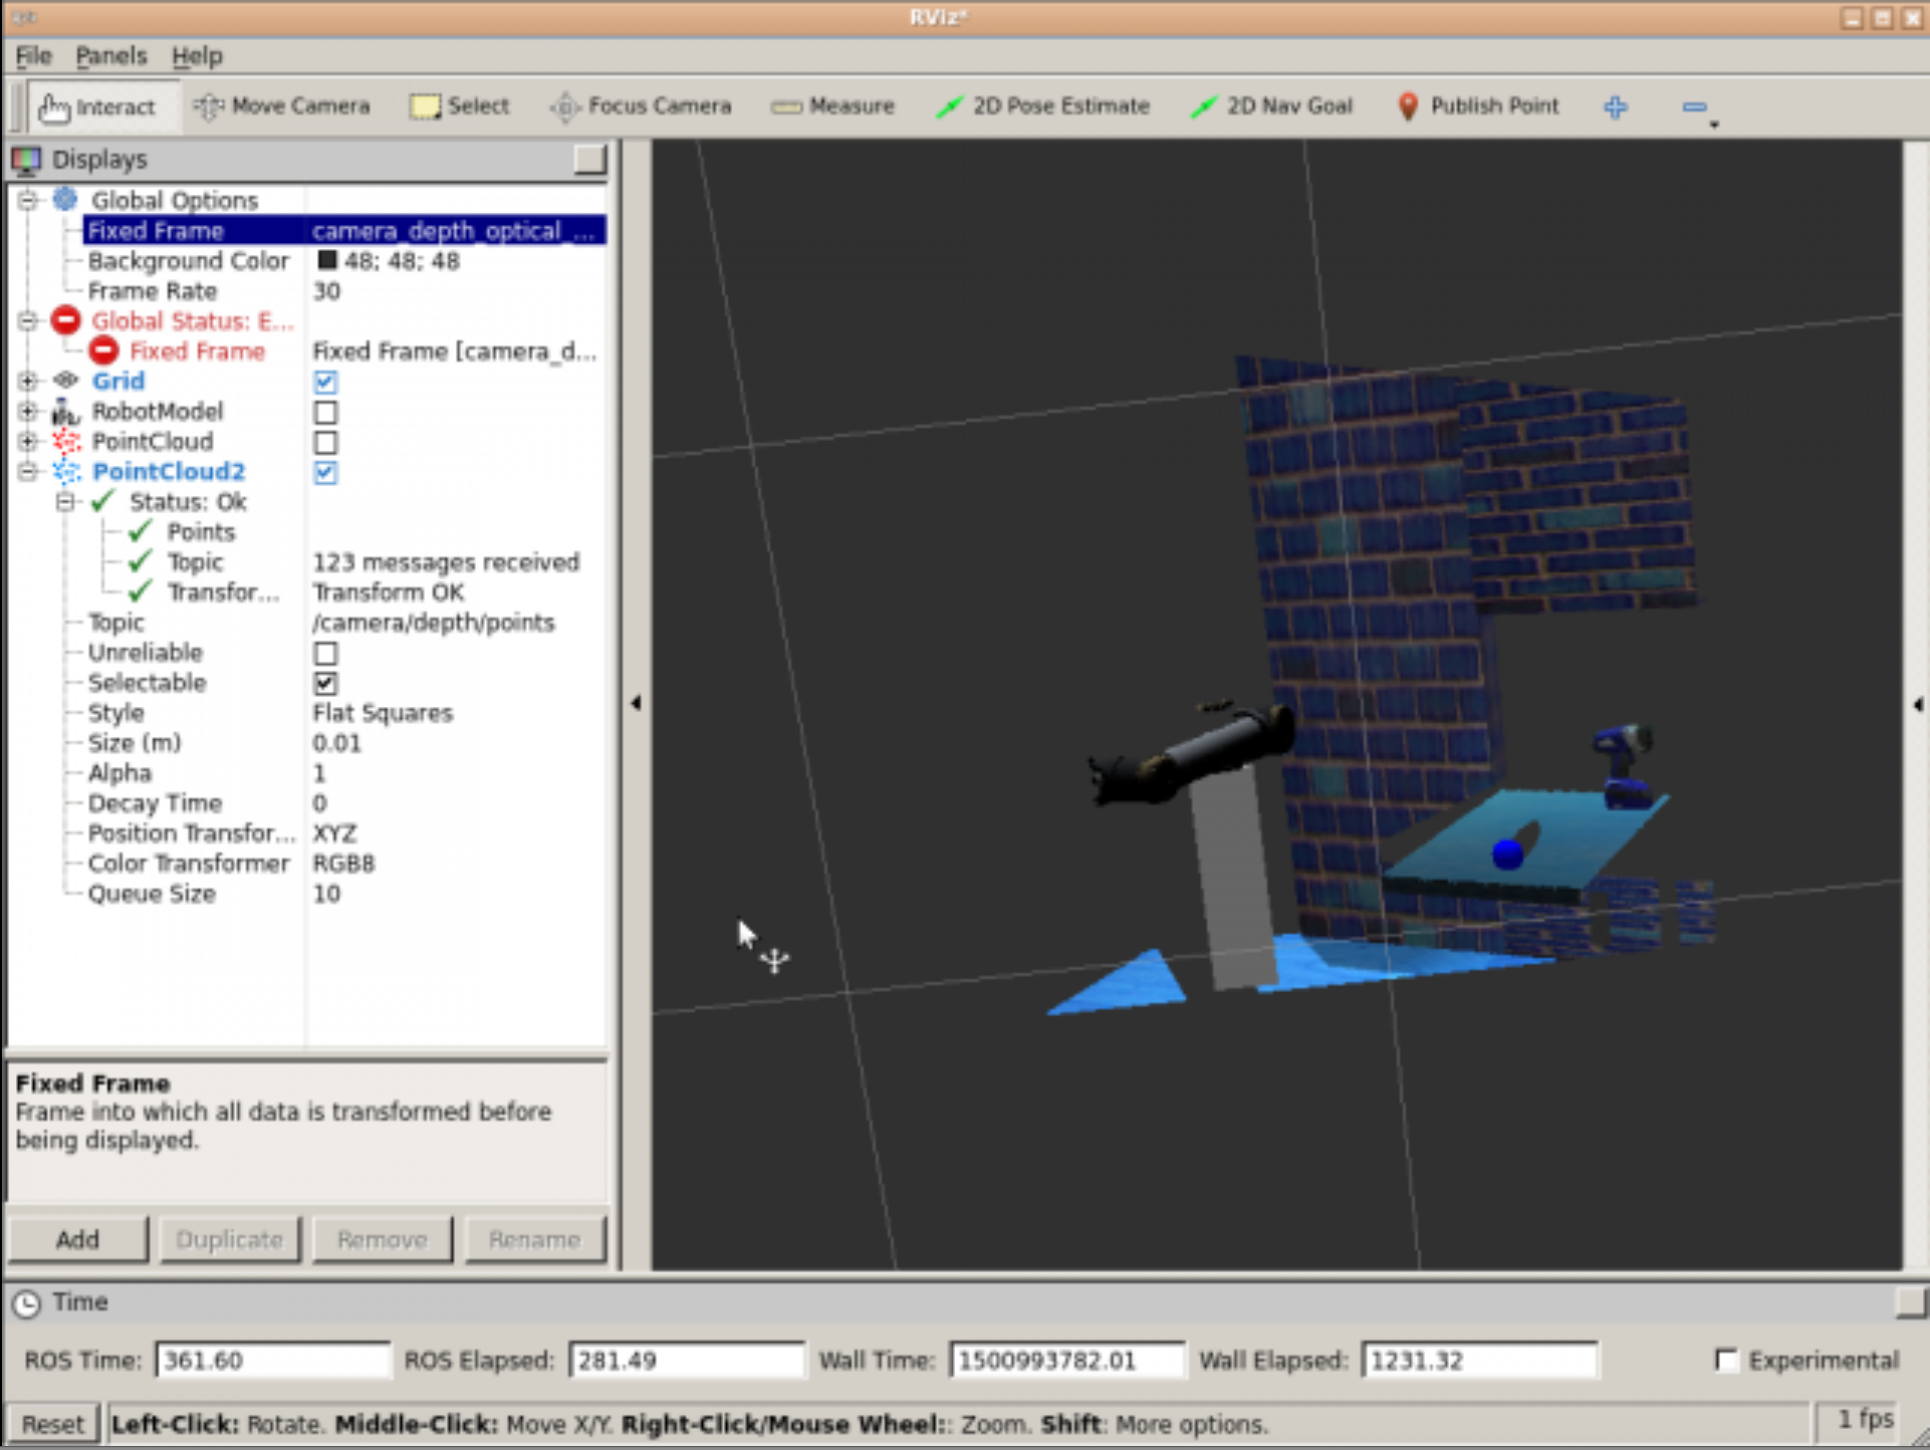 RViz*
File Panels Help
Interact Move Camera Select Focus Camera Measure 2D Pose Estimate 2D Nav Goal Publish Point
Displays
Global Options
Fixed Frame camera_depth_optical_...
Background Color 48; 48; 48
Frame Rate 30
Global Status: E...
Fixed Frame Fixed Frame [camera_d...
Grid
RobotModel
PointCloud
PointCloud2
Status: Ok
Points
Topic 123 messages received
Transfor... Transform OK
Topic /camera/depth/points
Unreliable
Selectable
Style Flat Squares
Size (m) 0.01
Alpha 1
Decay Time 0
Position Transfor... XYZ
Color Transformer RGB8
Queue Size 10
Fixed Frame
Frame into which all data is transformed before
being displayed.
Add Duplicate Remove Rename
Time
ROS Time: 361.60 ROS Elapsed: 281.49 Wall Time: 1500993782.01 Wall Elapsed: 1231.32 Experimental
Reset Left-Click: Rotate. Middle-Click: Move X/Y. Right-Click/Mouse Wheel:: Zoom. Shift: More options. 1 fps